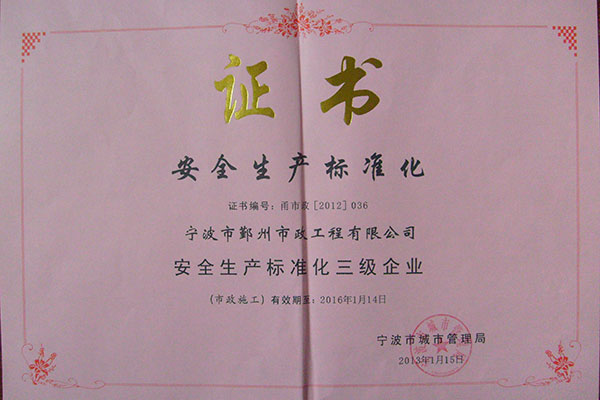 证书
安全生产标准化
证书编号：甬市政［2012］036
宁波市鄞州市政工程有限公司
安全生产标准化三级企业
（市政施工）有效期至：2016年1月14日
宁波市城市管理局
2013年1月15日